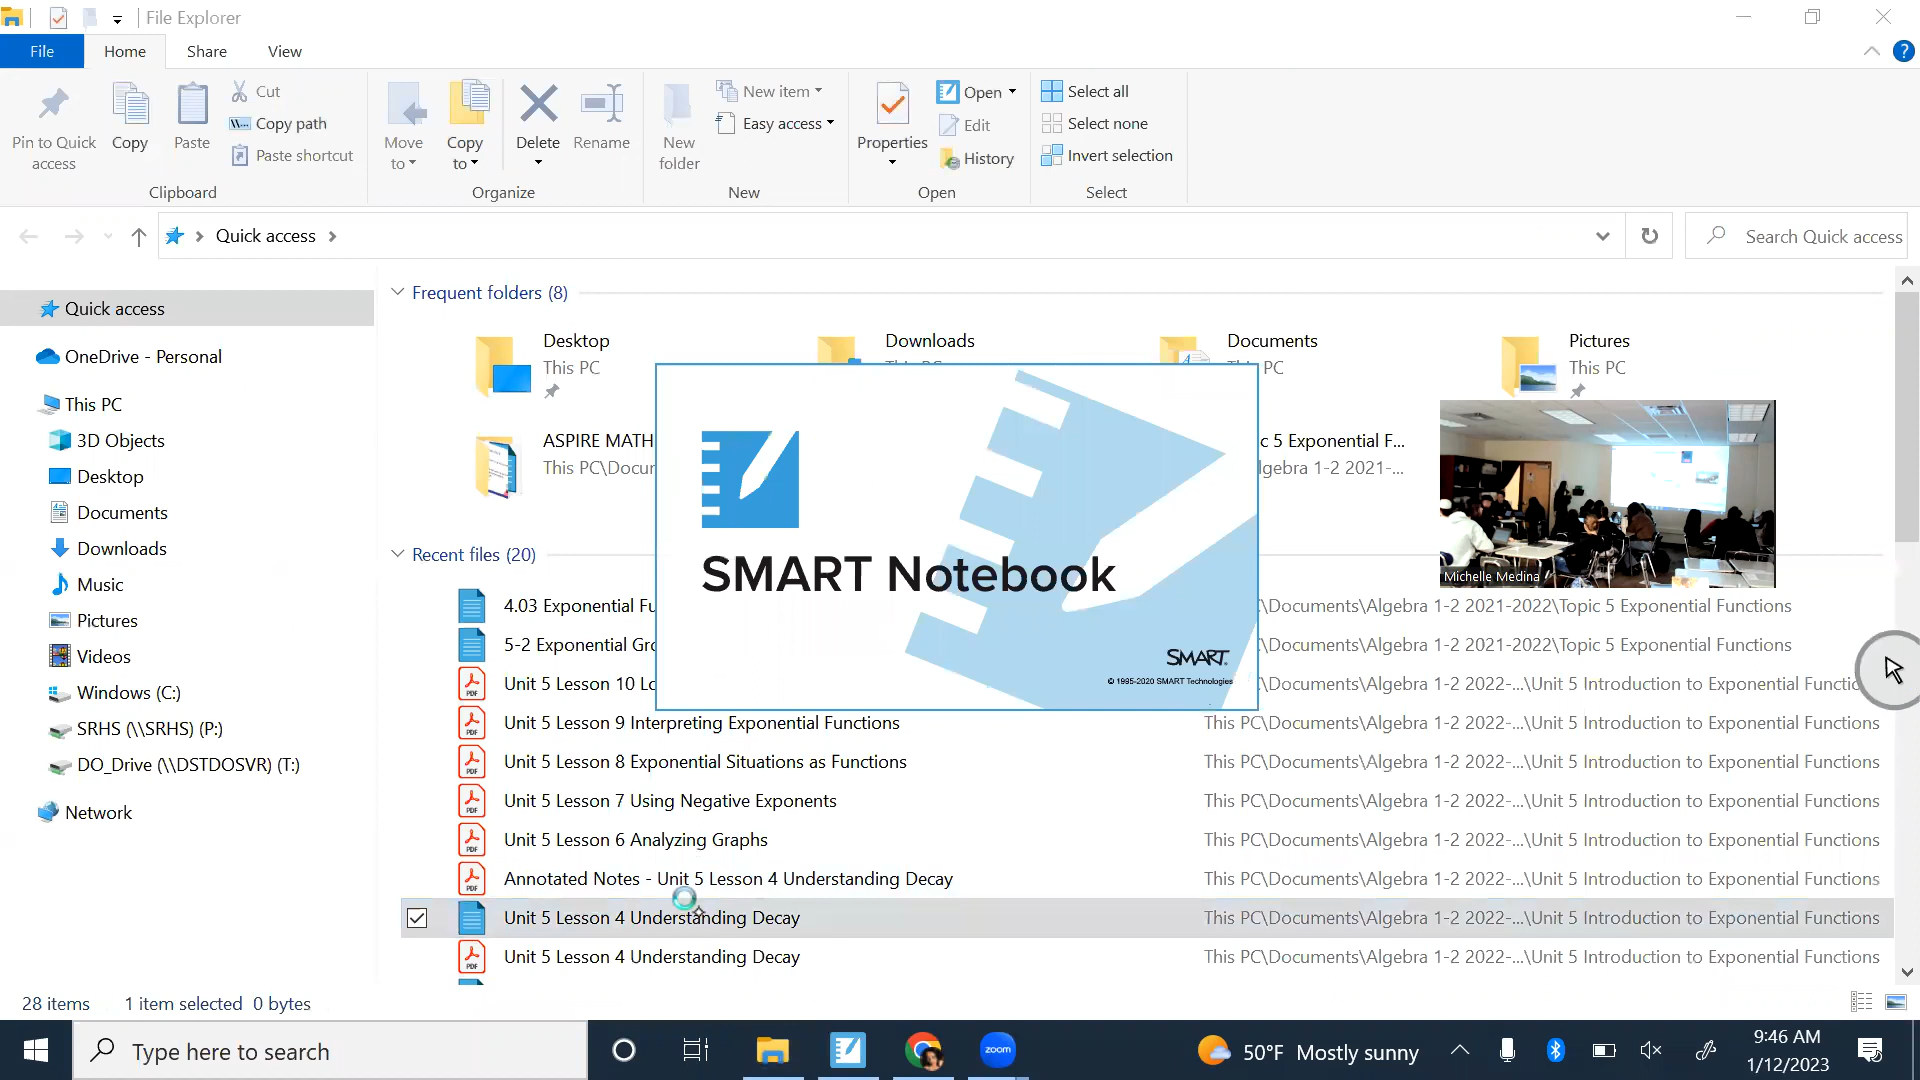 File Explorer
File Home Share View
Pin to Quick access
Copy
Paste
Cut
Copy path
Paste shortcut
Clipboard
Move to
Copy to
Delete
Rename
Organize
New folder
New item
Easy access
New
Properties
Open
Edit
History
Open
Select all
Select none
Invert selection
Select
Quick access
Search Quick access
Quick access
OneDrive - Personal
This PC
3D Objects
Desktop
Documents
Downloads
Music
Pictures
Videos
Windows (C:)
SRHS (\\SRHS) (P:)
DO_Drive (\\DSTDOSVR) (T:)
Network
Frequent folders (8)
Desktop
This PC
Downloads
Documents
PC
Pictures
This PC
ASPIRE MATH
This PC\Docu
c 5 Exponential F...
lgebra 1-2 2021-...
SMART Notebook
SMART
© 1995-2020 SMART Technologies
Michelle Medina
Recent files (20)
4.03 Exponential Fu \Documents\Algebra 1-2 2021-2022\Topic 5 Exponential Functions
5-2 Exponential Gr \Documents\Algebra 1-2 2021-2022\Topic 5 Exponential Functions
Unit 5 Lesson 10 Lo \Documents\Algebra 1-2 2022-...\Unit 5 Introduction to Exponential Functio
Unit 5 Lesson 9 Interpreting Exponential Functions This PC\Documents\Algebra 1-2 2022-...\Unit 5 Introduction to Exponential Functions
Unit 5 Lesson 8 Exponential Situations as Functions This PC\Documents\Algebra 1-2 2022-...\Unit 5 Introduction to Exponential Functions
Unit 5 Lesson 7 Using Negative Exponents This PC\Documents\Algebra 1-2 2022-...\Unit 5 Introduction to Exponential Functions
Unit 5 Lesson 6 Analyzing Graphs This PC\Documents\Algebra 1-2 2022-...\Unit 5 Introduction to Exponential Functions
Annotated Notes - Unit 5 Lesson 4 Understanding Decay This PC\Documents\Algebra 1-2 2022-...\Unit 5 Introduction to Exponential Functions
Unit 5 Lesson 4 Understanding Decay This PC\Documents\Algebra 1-2 2022-...\Unit 5 Introduction to Exponential Functions
Unit 5 Lesson 4 Understanding Decay This PC\Documents\Algebra 1-2 2022-...\Unit 5 Introduction to Exponential Functions
28 items 1 item selected 0 bytes
Type here to search
zoom
50°F Mostly sunny
9:46 AM
1/12/2023